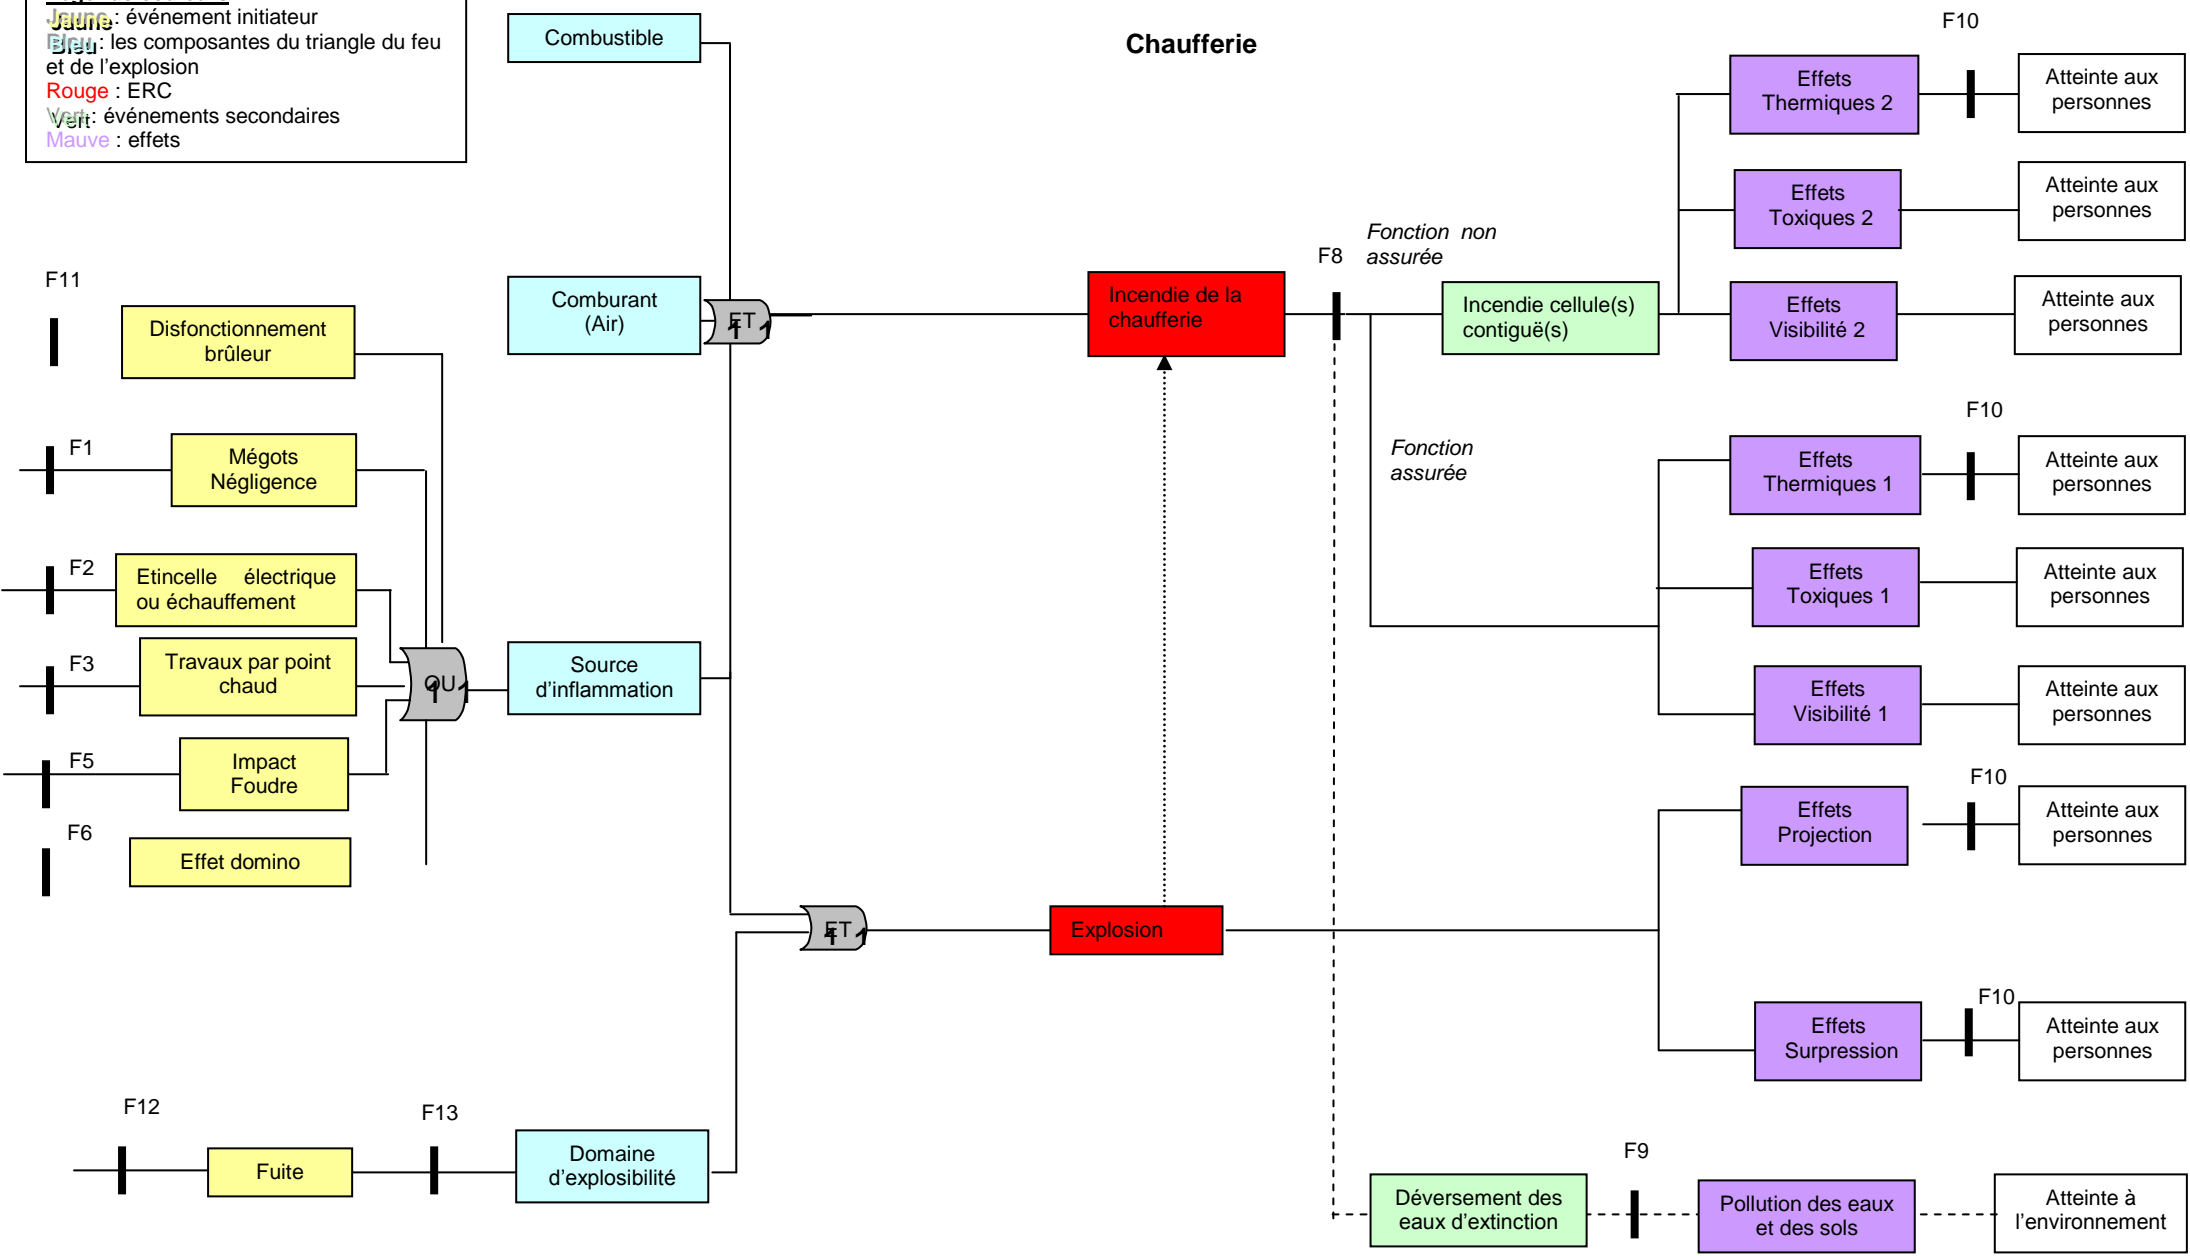 Jaune : événement initiateur
Bleu : les composantes du triangle du feu
et de l'explosion
Rouge : ERC
Vert : événements secondaires
Mauve : effets
Chaufferie
Combustible
Comburant
(Air)
ET
Source
d'inflammation
F11
Disfonctionnement
brûleur
F1
Mégots
Négligence
F2
Etincelle électrique
ou échauffement
F3
Travaux par point
chaud
OU
F5
Impact
Foudre
F6
Effet domino
F12
Fuite
F13
Domaine
d'explosibilité
ET
Explosion
Incendie de la
chaufferie
F8
Fonction non
assurée
Incendie cellule(s)
contiguë(s)
Fonction
assurée
Effets
Thermiques 2
F10
Atteinte aux
personnes
Effets
Toxiques 2
Atteinte aux
personnes
Effets
Visibilité 2
Atteinte aux
personnes
Effets
Thermiques 1
F10
Atteinte aux
personnes
Effets
Toxiques 1
Atteinte aux
personnes
Effets
Visibilité 1
Atteinte aux
personnes
Effets
Projection
F10
Atteinte aux
personnes
Effets
Surpression
F10
Atteinte aux
personnes
Déversement des
eaux d'extinction
F9
Pollution des eaux
et des sols
Atteinte à
l'environnement